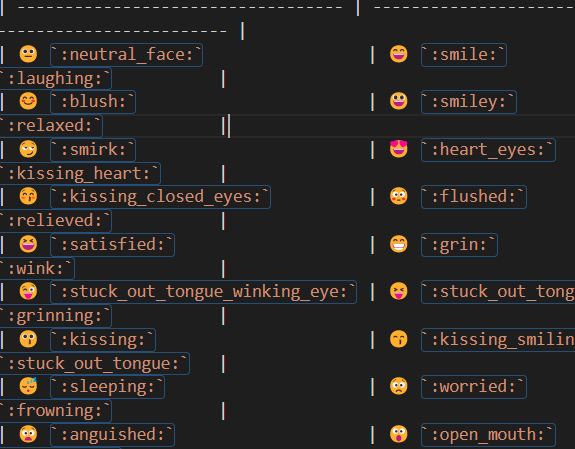 | --------------------------------- | ---------------------
----------------------- |
| 😐 `:neutral_face:` | 😄 `:smile:`
`:laughing:` |
| 😊 `:blush:` | 😃 `:smiley:`
`:relaxed:` |
| 😏 `:smirk:` | 😍 `:heart_eyes:`
`:kissing_heart:` |
| 😚 `:kissing_closed_eyes:` | 😳 `:flushed:`
`:relieved:` |
| 😆 `:satisfied:` | 😁 `:grin:`
`:wink:` |
| 😜 `:stuck_out_tongue_winking_eye:` | 😝 `:stuck_out_tong
`:grinning:` |
| 😗 `:kissing:` | 😙 `:kissing_smilin
`:stuck_out_tongue:` |
| 😴 `:sleeping:` | 😟 `:worried:`
`:frowning:` |
| 😧 `:anguished:` | 😮 `:open_mouth:`